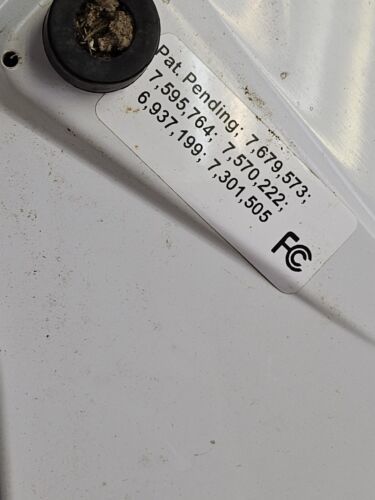 Pat. Pending; 7,679,573;
7,595,764; 7,570,222;
6,937,199; 7,301,505
FC